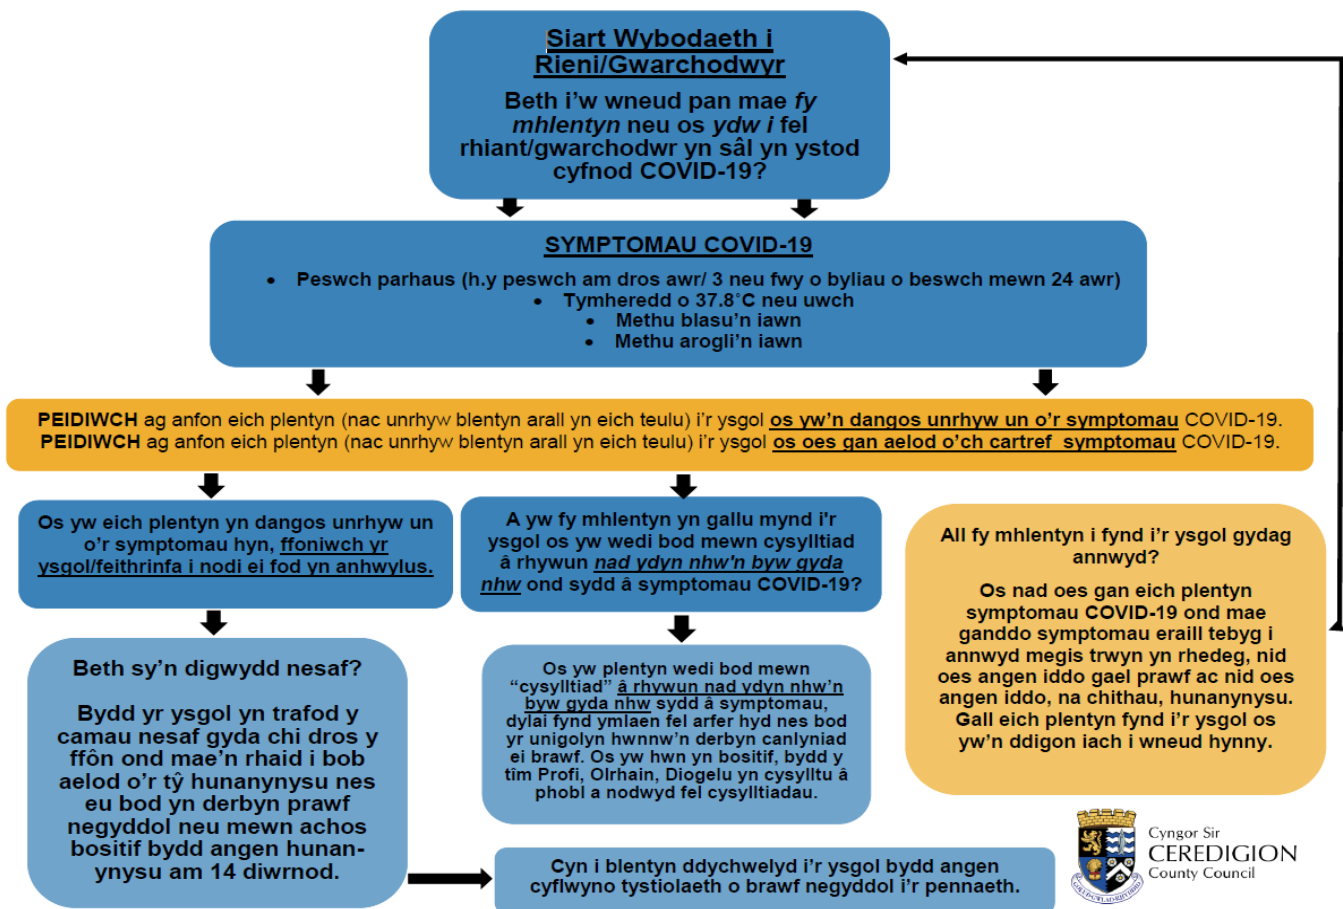 Siart Wybodaeth i
Rieni/Gwarchodwyr
Beth i'w wneud pan mae fy
mhlentyn neu os ydw i fel
rhiant/gwarchodwr yn sâl yn ystod
cyfnod COVID-19?
SYMPTOMAU COVID-19
• Peswch parhaus (h.y peswch am dros awr/ 3 neu fwy o byliau o beswch mewn 24 awr)
• Tymheredd o 37.8°C neu uwch
• Methu blasu'n iawn
• Methu arogli'n iawn
PEIDIWCH ag anfon eich plentyn (nac unrhyw blentyn arall yn eich teulu) i'r ysgol os yw'n dangos unrhyw un o'r symptomau COVID-19.
PEIDIWCH ag anfon eich plentyn (nac unrhyw blentyn arall yn eich teulu) i'r ysgol os oes gan aelod o'ch cartref symptomau COVID-19.
Os yw eich plentyn yn dangos unrhyw un
o'r symptomau hyn, ffoniwch yr
ysgol/feithrinfa i nodi ei fod yn anhwylus.
Beth sy'n digwydd nesaf?
Bydd yr ysgol yn trafod y
camau nesaf gyda chi dros y
ffôn ond mae'n rhaid i bob
aelod o'r tŷ hunanynysu nes
eu bod yn derbyn prawf
negyddol neu mewn achos
bositif bydd angen hunan-
ynysu am 14 diwrnod.
A yw fy mhlentyn yn gallu mynd i'r
ysgol os yw wedi bod mewn cysylltiad
â rhywun nad ydyn nhw'n byw gyda
nhw ond sydd â symptomau COVID-19?
Os yw plentyn wedi bod mewn
“cysylltiad” â rhywun nad ydyn nhw'n
byw gyda nhw sydd â symptomau,
dylai fynd ymlaen fel arfer hyd nes bod
yr unigolyn hwnnw'n derbyn canlyniad
ei brawf. Os yw hwn yn bositif, bydd y
tîm Profi, Olrhain, Diogelu yn cysylltu â
phobl a nodwyd fel cysylltiadau.
Cyn i blentyn ddychwelyd i'r ysgol bydd angen
cyflwyno tystiolaeth o brawf negyddol i'r pennaeth.
All fy mhlentyn i fynd i'r ysgol gydag
annwyd?
Os nad oes gan eich plentyn
symptomau COVID-19 ond mae
ganddo symptomau eraill tebyg i
annwyd megis trwyn yn rhedeg, nid
oes angen iddo gael prawf ac nid oes
angen iddo, na chithau, hunanynysu.
Gall eich plentyn fynd i'r ysgol os
yw'n ddigon iach i wneud hynny.
Cyngor Sir
CEREDIGION
County Council